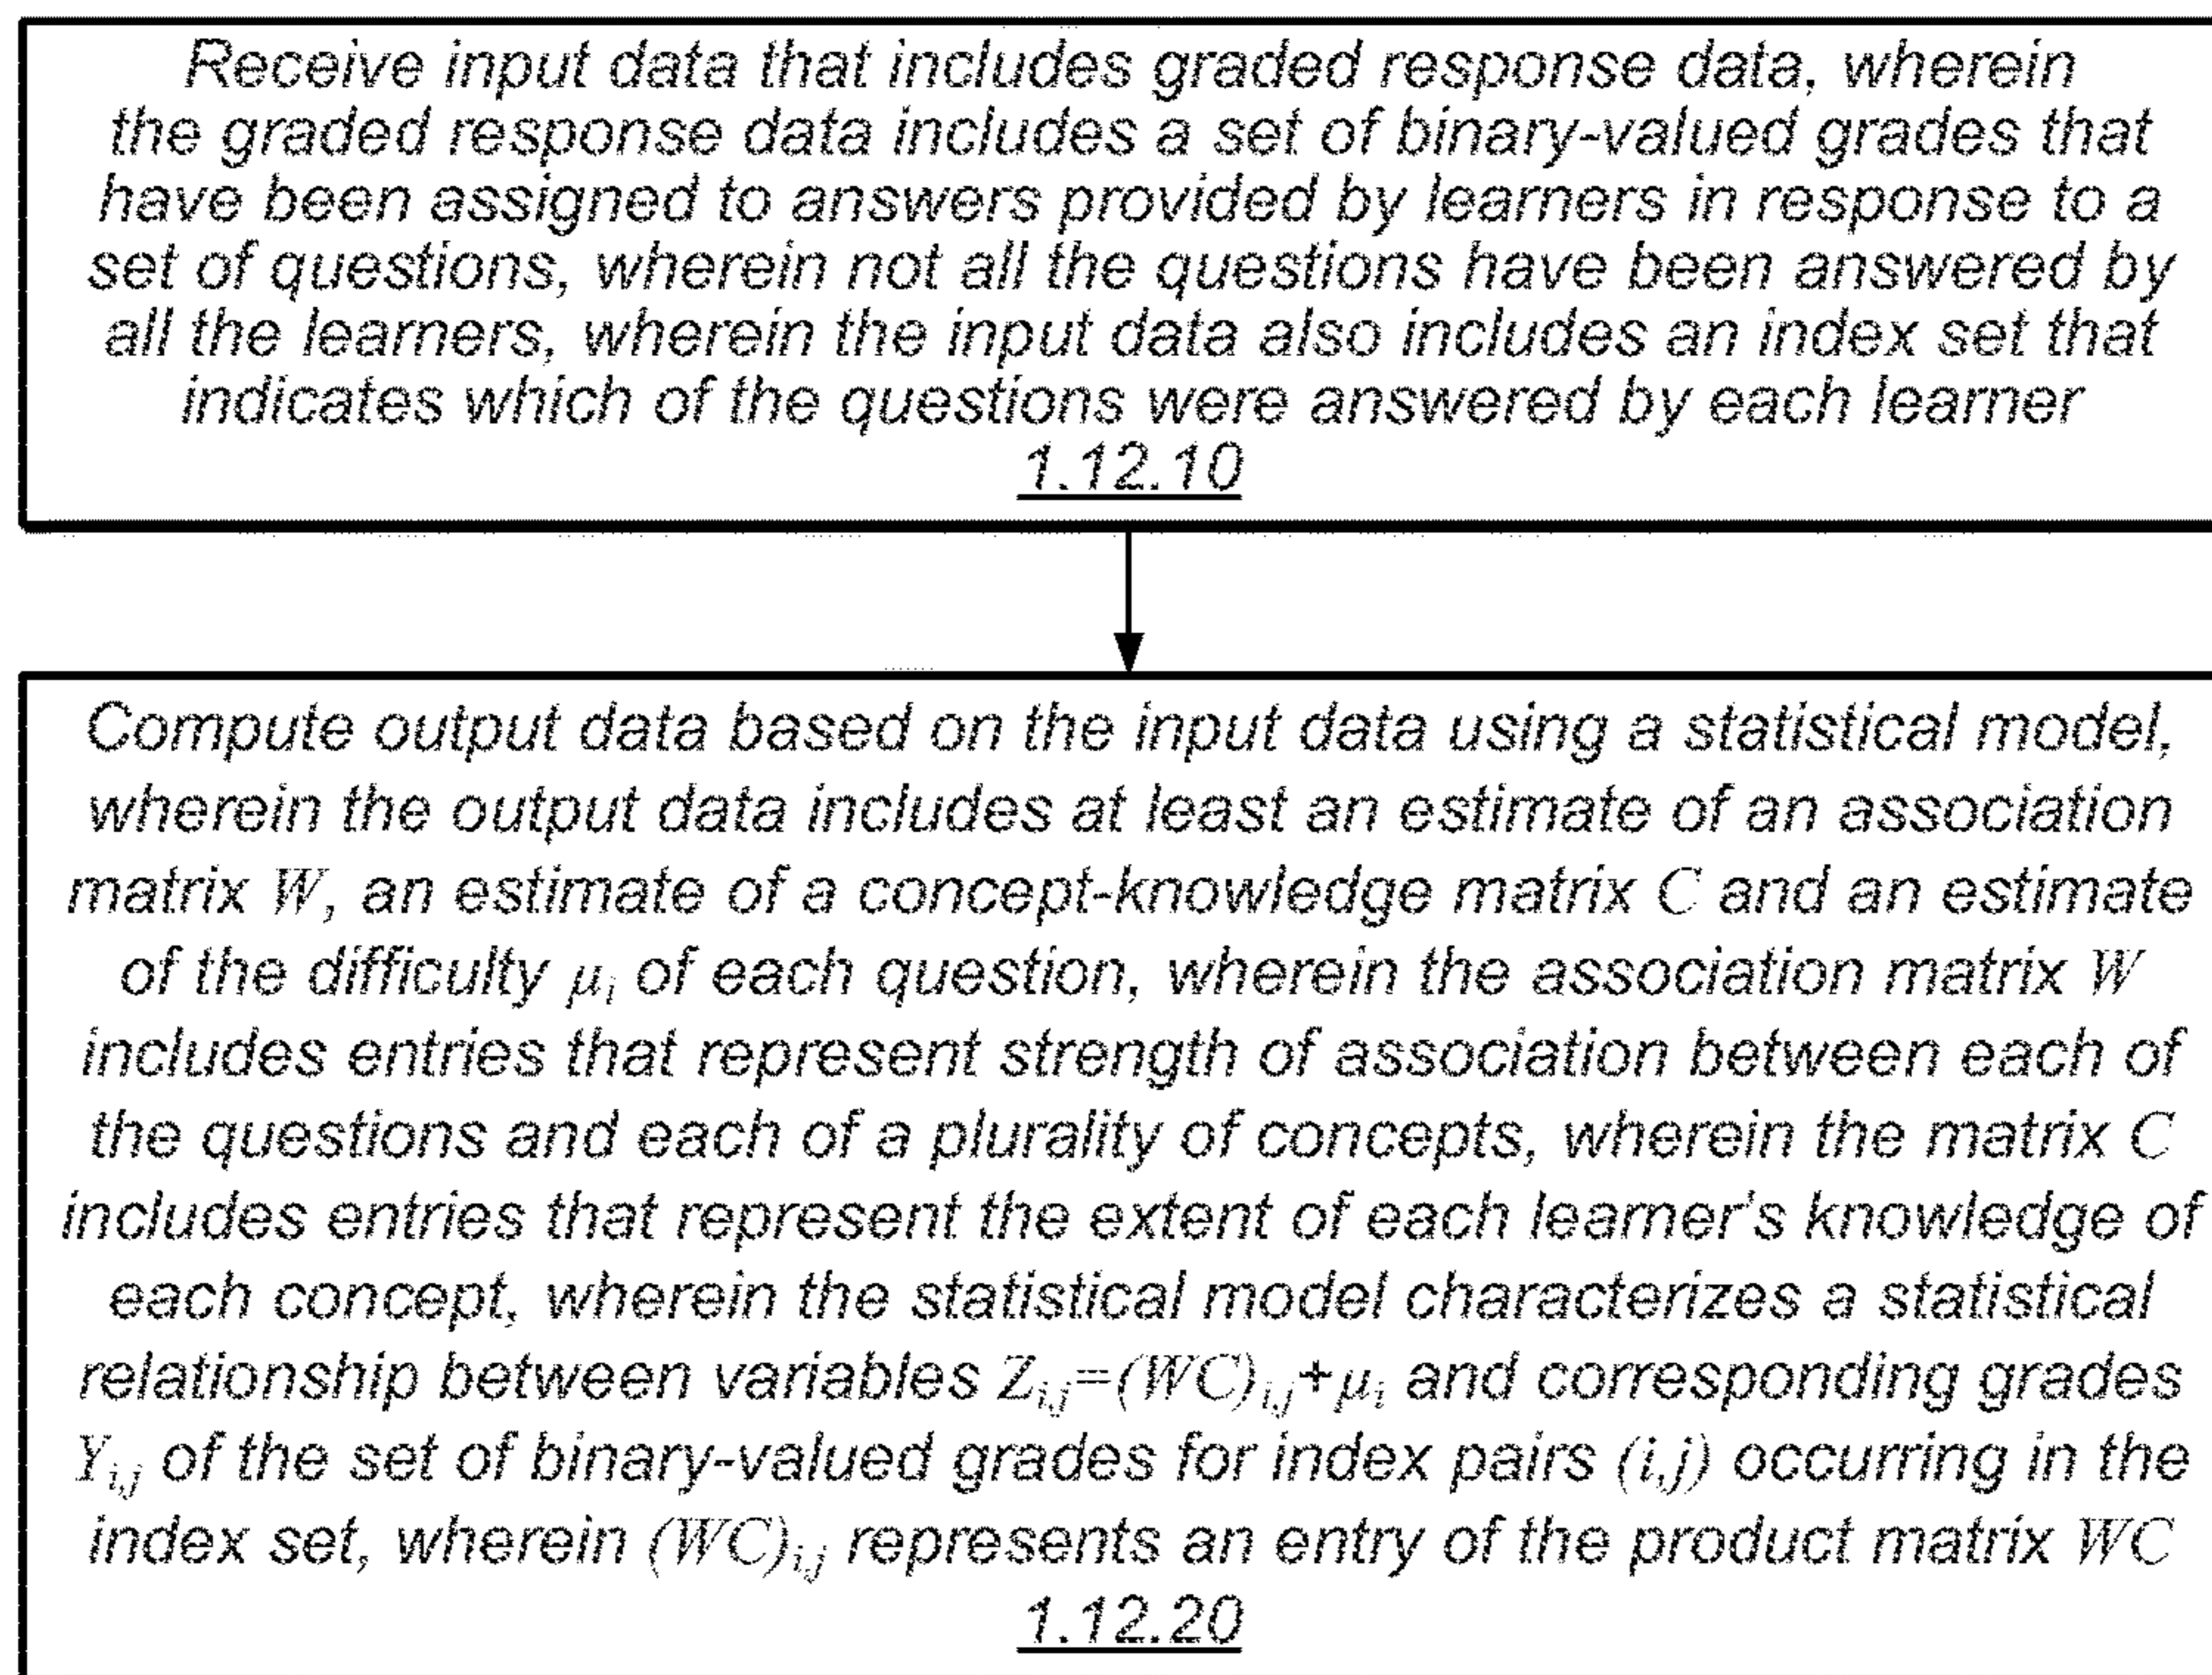 Receive input data that includes graded response data, wherein
the graded response data includes a set of binary-valued grades that
have been assigned to answers provided by learners in response to a
set of questions, wherein not all the questions have been answered by
all the learners, wherein the input data also includes an index set that
indicates which of the questions were answered by each learner
1.12.10
Compute output data based on the input data using a statistical model,
wherein the output data includes at least an estimate of an association
matrix W, an estimate of a concept-knowledge matrix C and an estimate
of the difficulty μᵢ of each question, wherein the association matrix W
includes entries that represent strength of association between each of
the questions and each of a plurality of concepts, wherein the matrix C
includes entries that represent the extent of each learner's knowledge of
each concept, wherein the statistical model characterizes a statistical
relationship between variables Z_{i,j}=(WC)_{i,j}+μᵢ and corresponding grades
Y_{i,j} of the set of binary-valued grades for index pairs (i,j) occurring in the
index set, wherein (WC)_{i,j} represents an entry of the product matrix WC
1.12.20